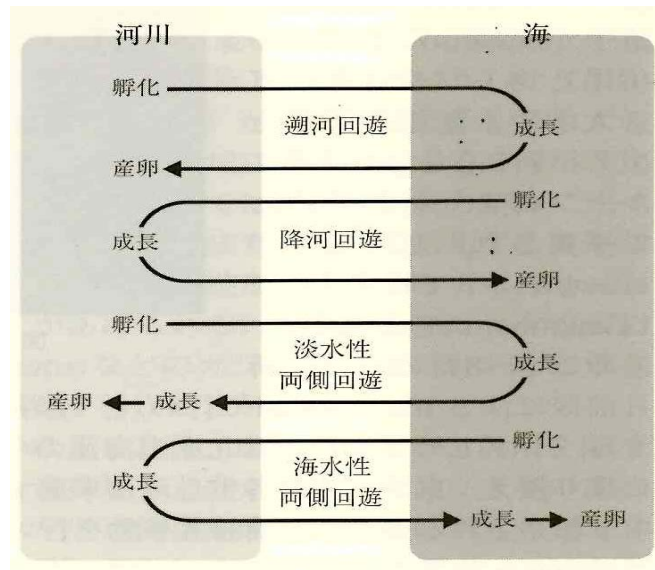 河川 海
孵化
遡河回遊 成長
産卵
孵化
成長 降河回遊
産卵
孵化
淡水性
両側回遊
成長
産卵 成長
孵化
成長
海水性
両側回遊
成長 産卵